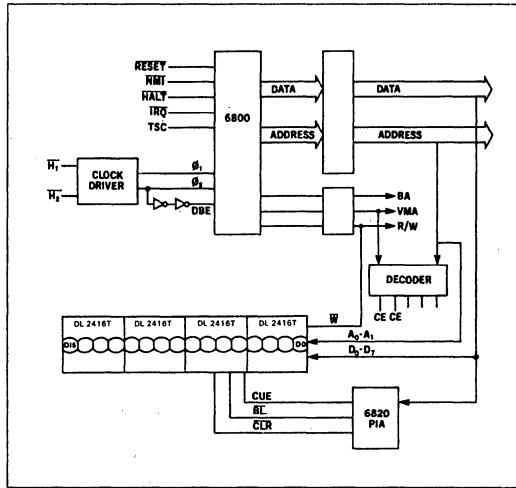 RESET
NMI
HALT
IRQ
TSC
6800
DATA
DATA
ADDRESS
ADDRESS
H1
H2
CLOCK
DRIVER
Ø1
Ø2
DBE
BA
VMA
R/W
DECODER
CE CE
DL 2416T
DL 2416T
DL 2416T
DL 2416T
W
A0-A1
D0-D7
CUE
BL
CLR
6820
PIA